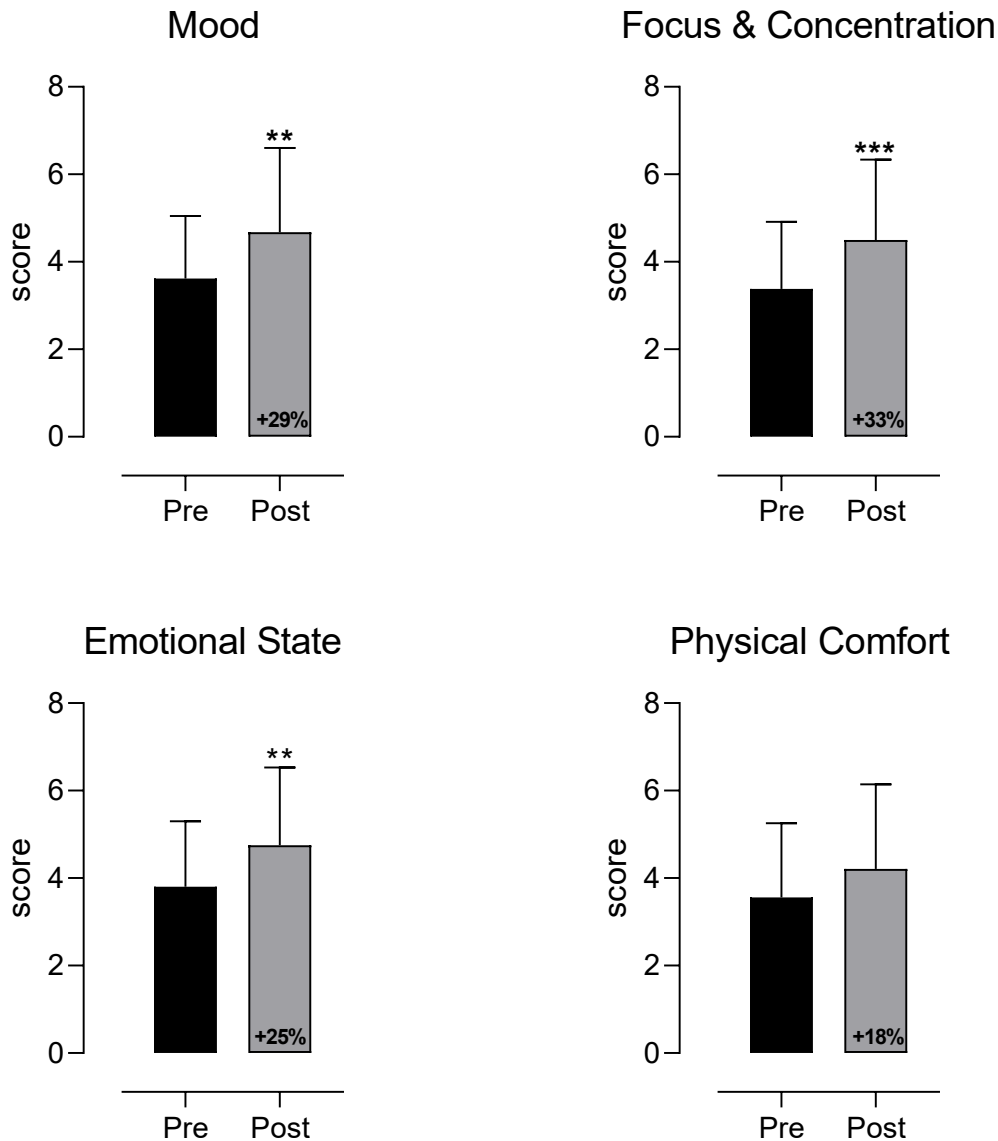 Mood
8
6
4
2
0
score
**
+29%
Pre Post
Focus & Concentration
8
6
4
2
0
score
***
+33%
Pre Post
Emotional State
8
6
4
2
0
score
**
+25%
Pre Post
Physical Comfort
8
6
4
2
0
score
+18%
Pre Post